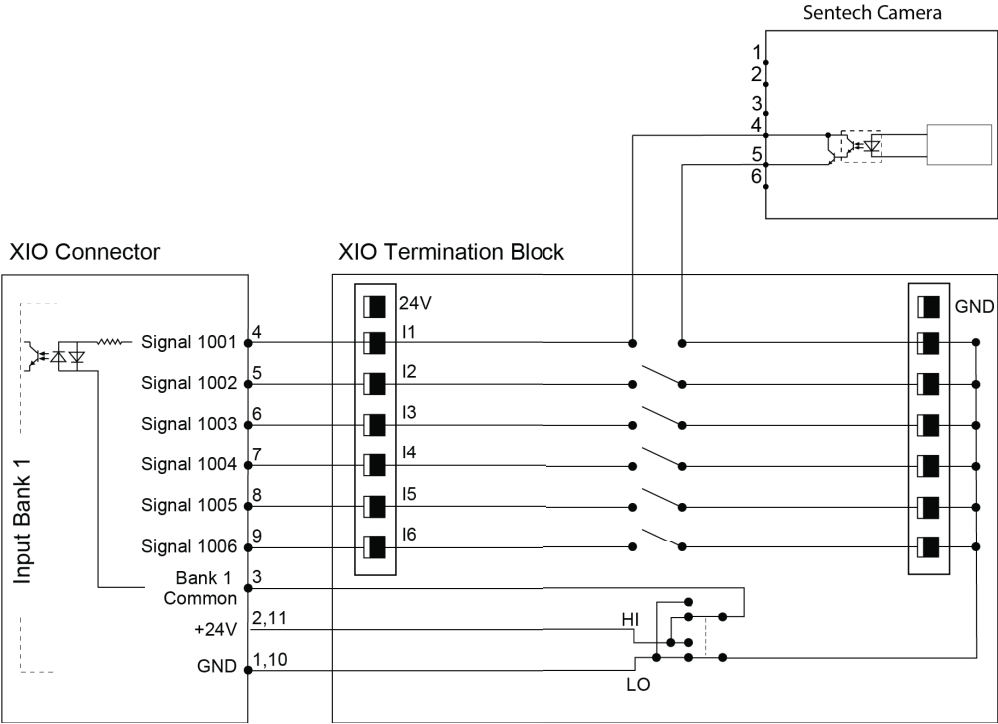 Sentech Camera
1
2
3
4
5
6
XIO Connector
XIO Termination Block
24V
GND
Signal 1001
4
I1
Signal 1002
5
I2
Signal 1003
6
I3
Signal 1004
7
I4
Signal 1005
8
I5
Signal 1006
9
I6
Input Bank 1
Bank 1
Common
3
+24V
2,11
HI
GND
1,10
LO